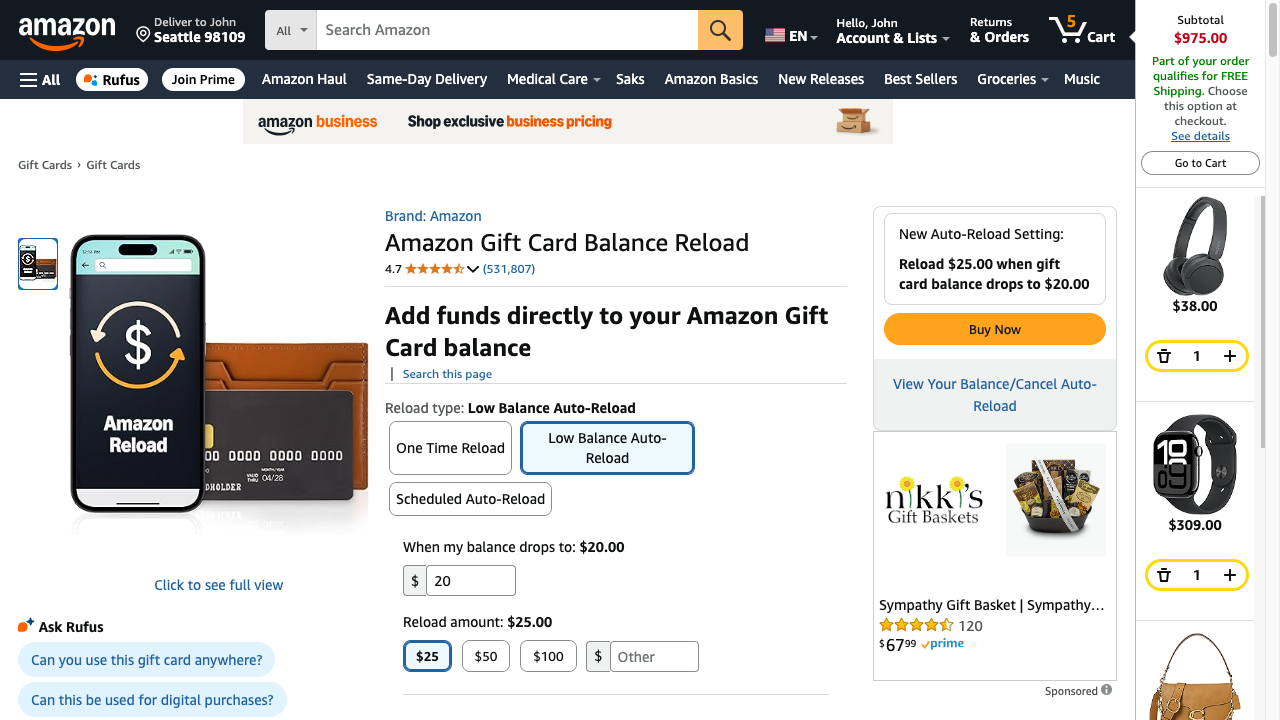 amazon
Deliver to John
Seattle 98109
All
Search Amazon
EN
Hello, John
Account & Lists
Returns
& Orders
5
Cart
All
Rufus
Join Prime
Amazon Haul
Same-Day Delivery
Medical Care
Saks
Amazon Basics
New Releases
Best Sellers
Groceries
Music
Subtotal
$975.00
Part of your order
qualifies for FREE
Shipping. Choose
this option at
checkout.
See details
Go to Cart
amazon business
Shop exclusive business pricing
Gift Cards › Gift Cards
Amazon
Reload
0000 0000 0000
VALID THRU
MONTH/YEAR
04/28
Click to see full view
Ask Rufus
Can you use this gift card anywhere?
Can this be used for digital purchases?
Brand: Amazon
Amazon Gift Card Balance Reload
4.7
(531,807)
Add funds directly to your Amazon Gift
Card balance
| Search this page
Reload type: Low Balance Auto-Reload
One Time Reload
Low Balance Auto-
Reload
Scheduled Auto-Reload
When my balance drops to: $20.00
$ 20
Reload amount: $25.00
$25
$50
$100
$ Other
New Auto-Reload Setting:
Reload $25.00 when gift
card balance drops to $20.00
Buy Now
View Your Balance/Cancel Auto-
Reload
nikki's
Gift Baskets
Sympathy Gift Basket | Sympathy…
120
$67.99 prime
Sponsored
$38.00
1
10
$309.00
1